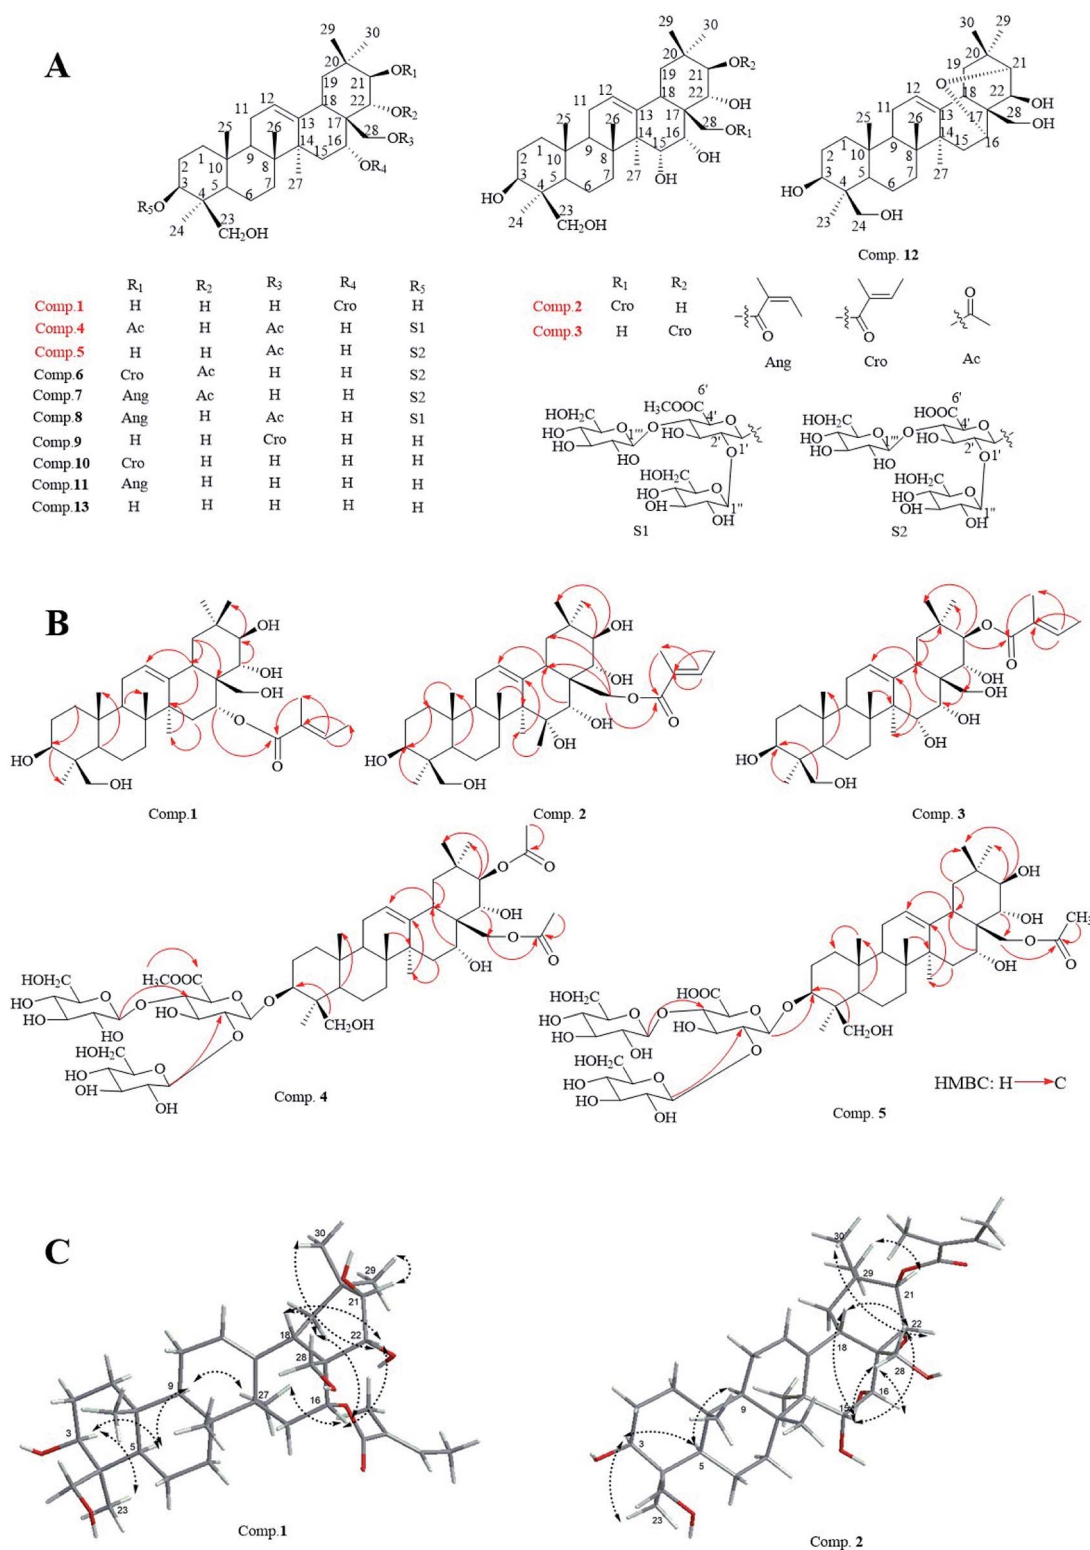 A
29 30 20 19 21 OR1 12 11 18 22 OR2 25 26 13 17 28 OR3 1 14 16 2 10 9 8 15 OR4 3 4 5 7 27 R5O 6 24 23 CH2OH
29 30 20 OR2 19 21 12 18 22 OH 11 17 28 25 26 13 16 OR1 1 14 15 2 10 9 8 OH 3 5 7 27 OH HO 4 6 24 23 CH2OH
30 29 20 19 21 O 12 18 22 OH 11 17 28 25 26 13 OH 1 14 15 16 2 10 9 8 3 5 7 27 HO 4 6 23 OH 24
Comp. 12
R1 R2 R3 R4 R5
Comp.1 H H H Cro H
Comp.4 Ac H Ac H S1
Comp.5 H H Ac H S2
Comp.6 Cro Ac H H S2
Comp.7 Ang Ac H H S2
Comp.8 Ang H Ac H S1
Comp.9 H H Cro H H
Comp.10 Cro H H H H
Comp.11 Ang H H H H
Comp.13 H H H H H
R1 R2
Comp.2 Cro H
Comp.3 H Cro
O O O
Ang Cro Ac
6' H3COOC 4' O HOH2C O 1''' O HO 2' O 1' HO HO OH O HOH2C O HO HO 1'' OH
S1
6' HOOC 4' O HOH2C O 1''' O HO 2' O 1' HO HO OH O HOH2C O HO HO 1'' OH
S2
B
OH OH OH O O HO OH
Comp.1
OH OH O O OH OH HO OH
Comp. 2
O O OH OH OH OH HO OH
Comp. 3
O O OH O O OH HOH2C H3COOC O O O O HO HO OH HO O CH2OH HOH2C O HO HO OH OH
Comp. 4
OH OH CH3 O O OH HOH2C HOOC O O O O HO HO OH HO O CH2OH HOH2C O HO HO OH OH
Comp. 5
HMBC: H C
C
30 29 21 18 22 28 27 16 9 3 5 23
Comp.1
30 29 21 22 18 28 16 15 9 3 5 23
Comp. 2